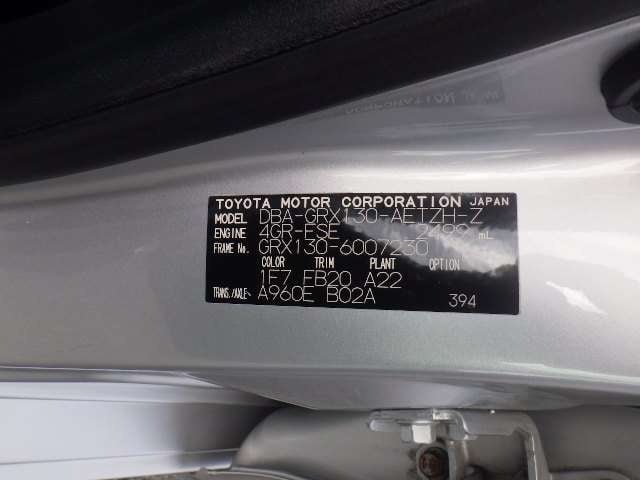 TOYOTA MOTOR CORPORATION JAPAN
MODEL DBA-GRX130-AETZH-Z
ENGINE 4GR-FSE 2499 mL
FRAME No. GRX130-6007230
COLOR TRIM PLANT OPTION
1F7 FB20 A22
TRANS./AXLE A960E B02A
394